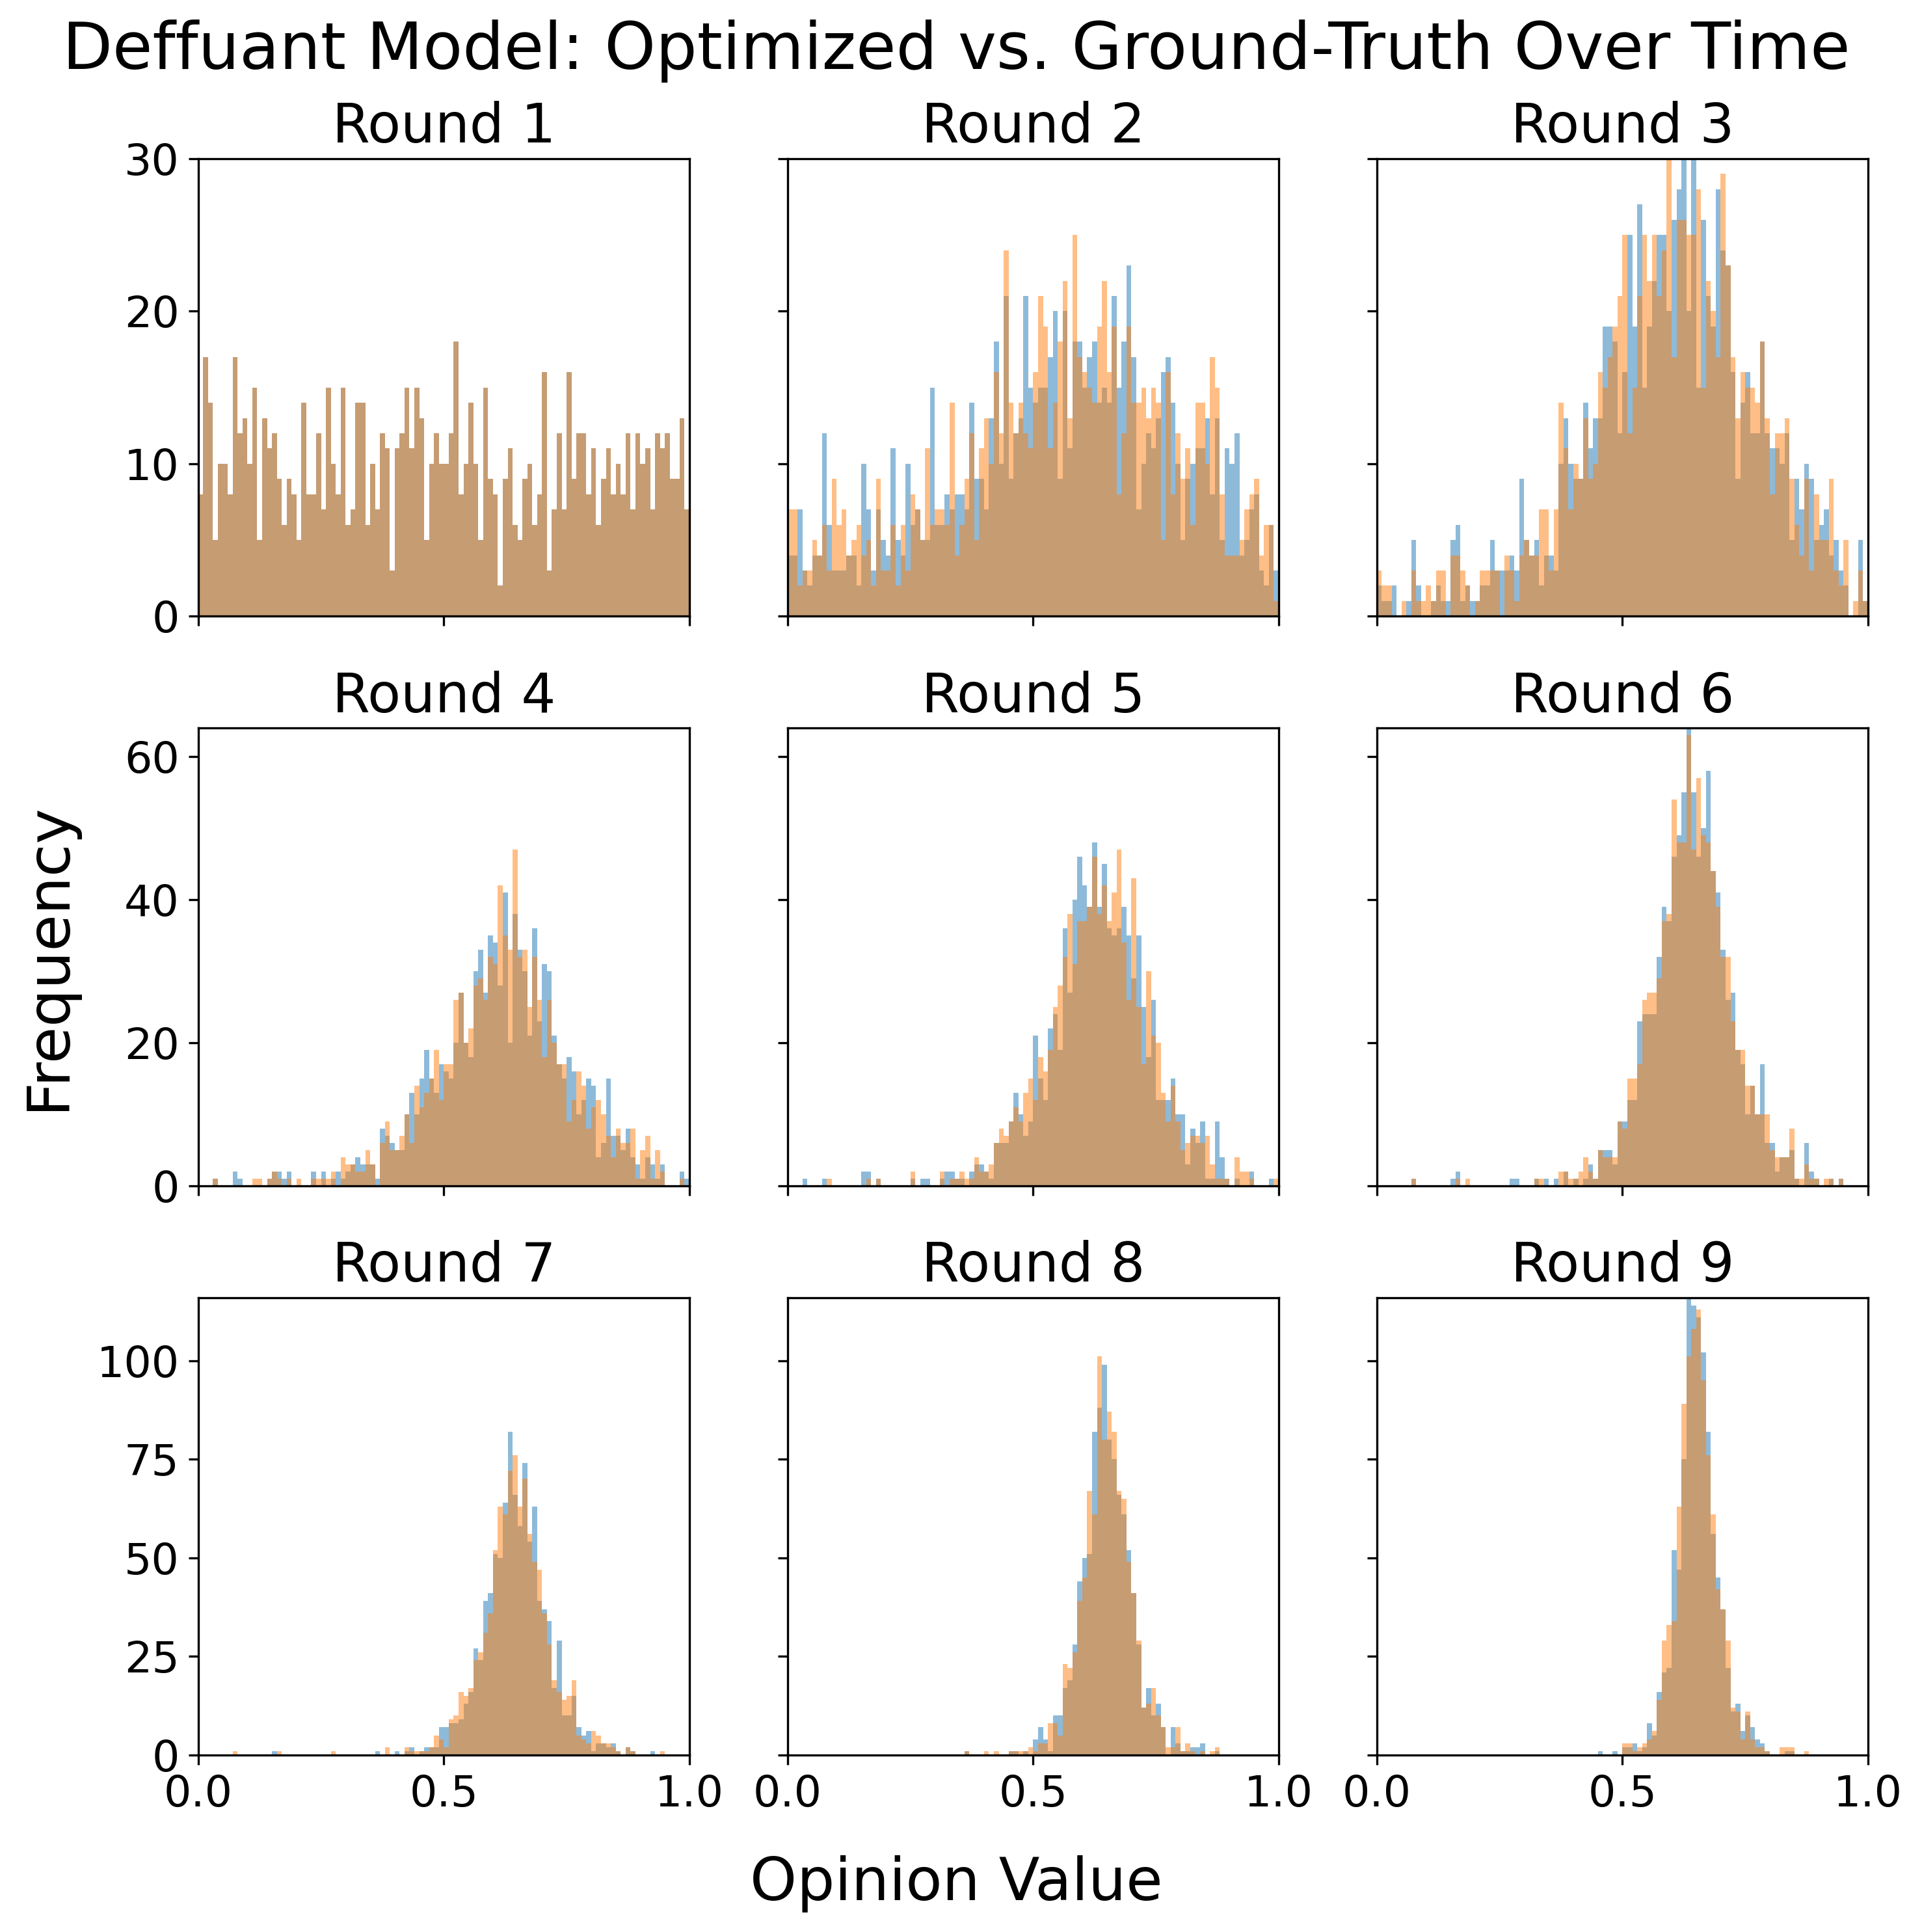 Deffuant Model: Optimized vs. Ground-Truth Over Time
Round 1
Round 2
Round 3
30
20
10
0
Round 4
Round 5
Round 6
60
40
20
0
Frequency
Round 7
Round 8
Round 9
100
75
50
25
0
0.0 0.5 1.0 0.0 0.5 1.0 0.0 0.5 1.0
Opinion Value